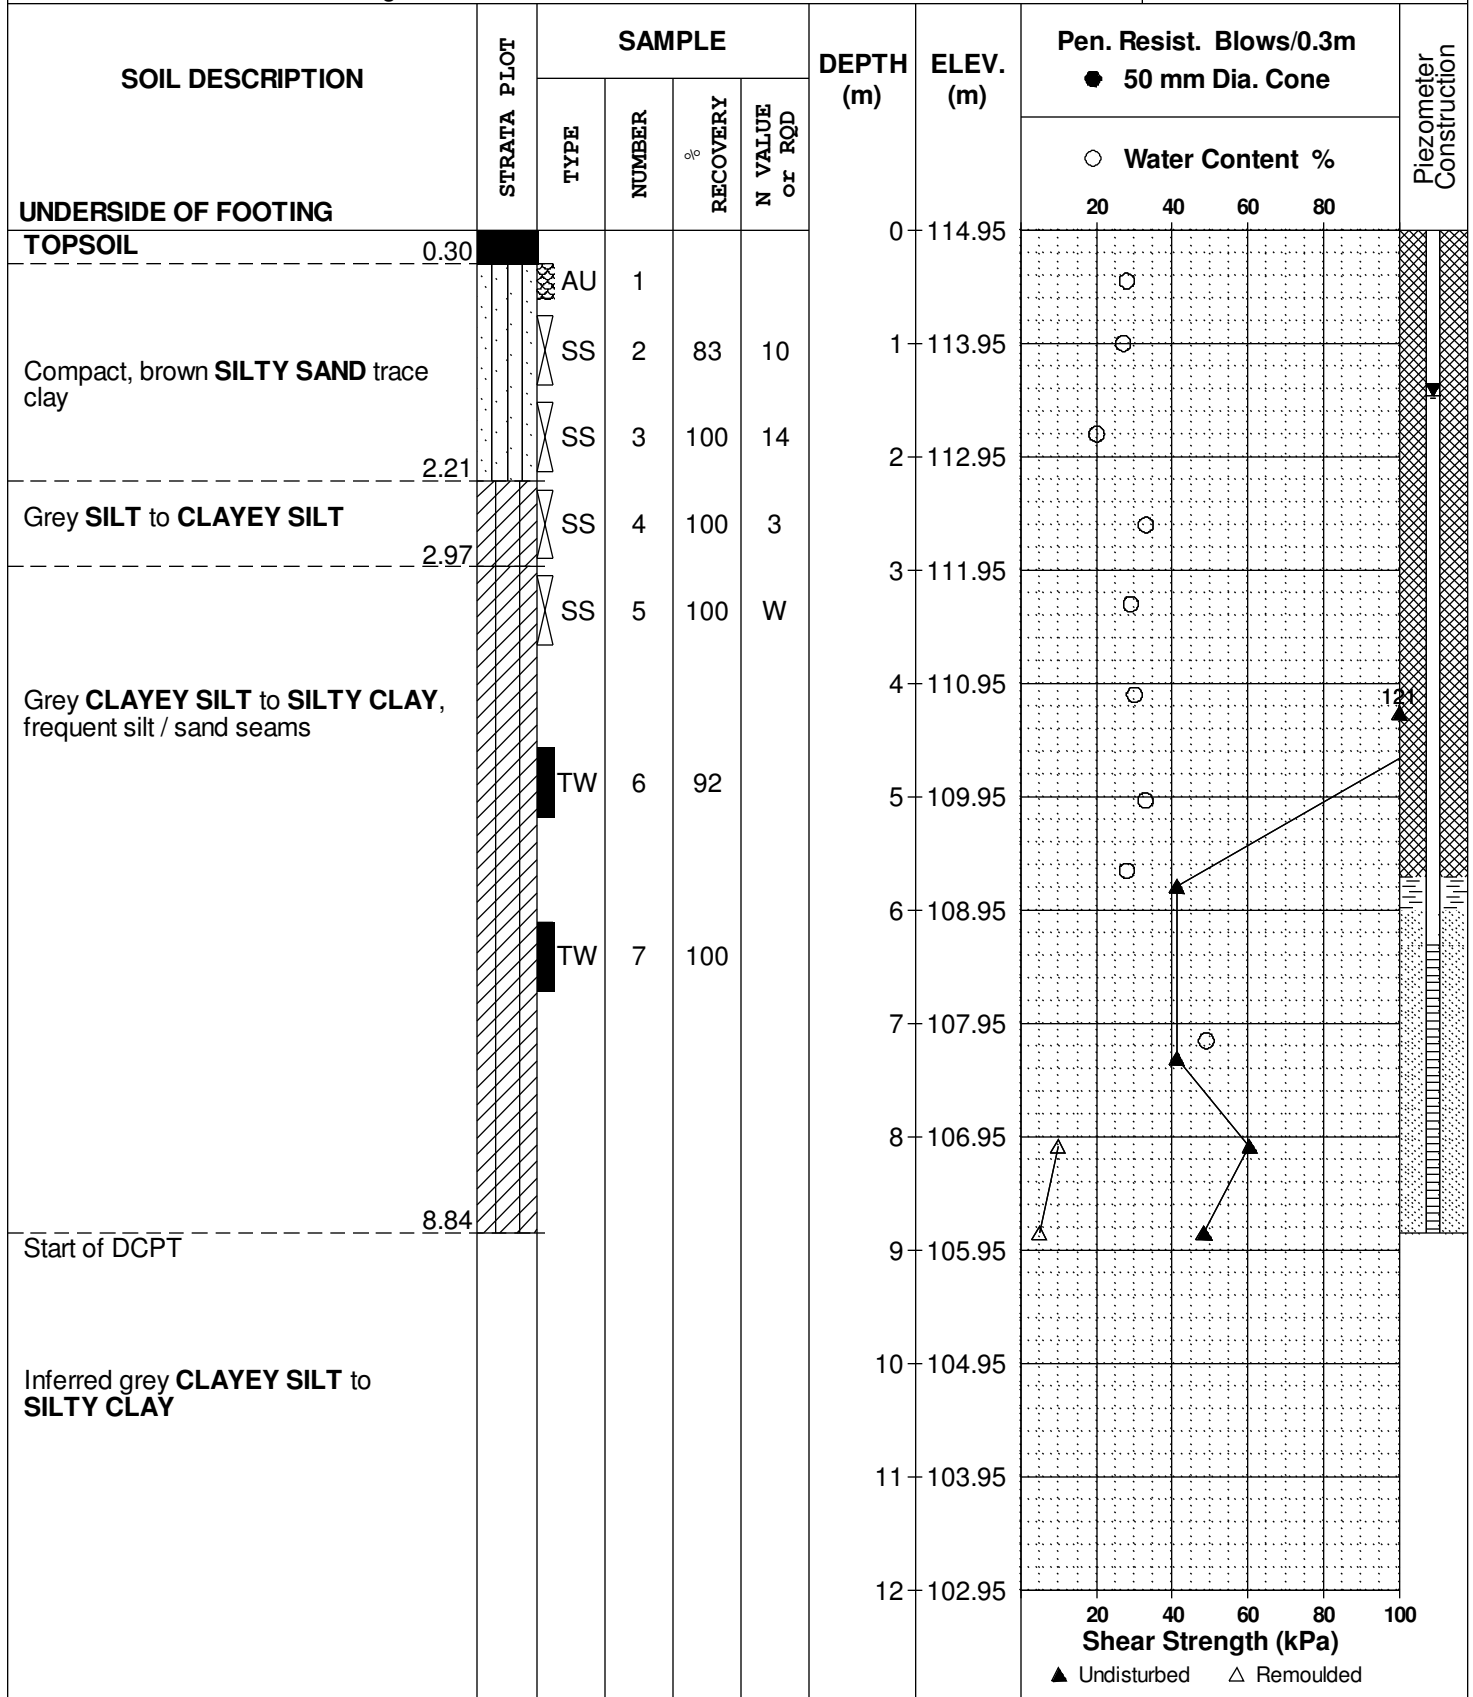 SOIL DESCRIPTION
UNDERSIDE OF FOOTING
STRATA PLOT
SAMPLE
TYPE
NUMBER
% RECOVERY
N VALUE or RQD
DEPTH (m)
ELEV. (m)
Pen. Resist. Blows/0.3m
● 50 mm Dia. Cone
○ Water Content %
20 40 60 80
Piezometer Construction
TOPSOIL 0.30
0 114.95
AU 1
Compact, brown SILTY SAND trace
clay
SS 2 83 10
1 113.95
SS 3 100 14
2.21
2 112.95
Grey SILT to CLAYEY SILT
SS 4 100 3
2.97
3 111.95
SS 5 100 W
Grey CLAYEY SILT to SILTY CLAY,
frequent silt / sand seams
4 110.95
121
TW 6 92
5 109.95
6 108.95
TW 7 100
7 107.95
8 106.95
8.84
Start of DCPT
9 105.95
Inferred grey CLAYEY SILT to
SILTY CLAY
10 104.95
11 103.95
12 102.95
20 40 60 80 100
Shear Strength (kPa)
▲ Undisturbed △ Remoulded